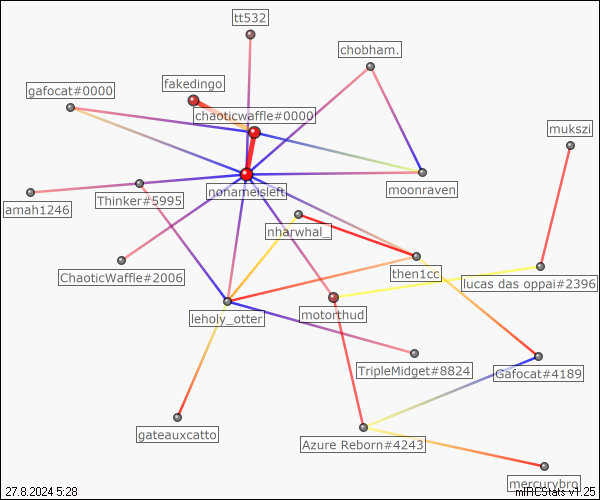 tt532
chobham.
fakedingo
gafocat#0000
chaoticwaffle#0000
mukszi
nonameisleft
moonraven
Thinker#5995
amah1246
nharwhal_
then1cc
ChaoticWaffle#2006
lucas das oppai#2396
motorthud
leholy_otter
TripleMidget#8824
Gafocat#4189
gateauxcatto
Azure Reborn#4243
mercurybro
27.8.2024 5:28
mIRCStats v1.25